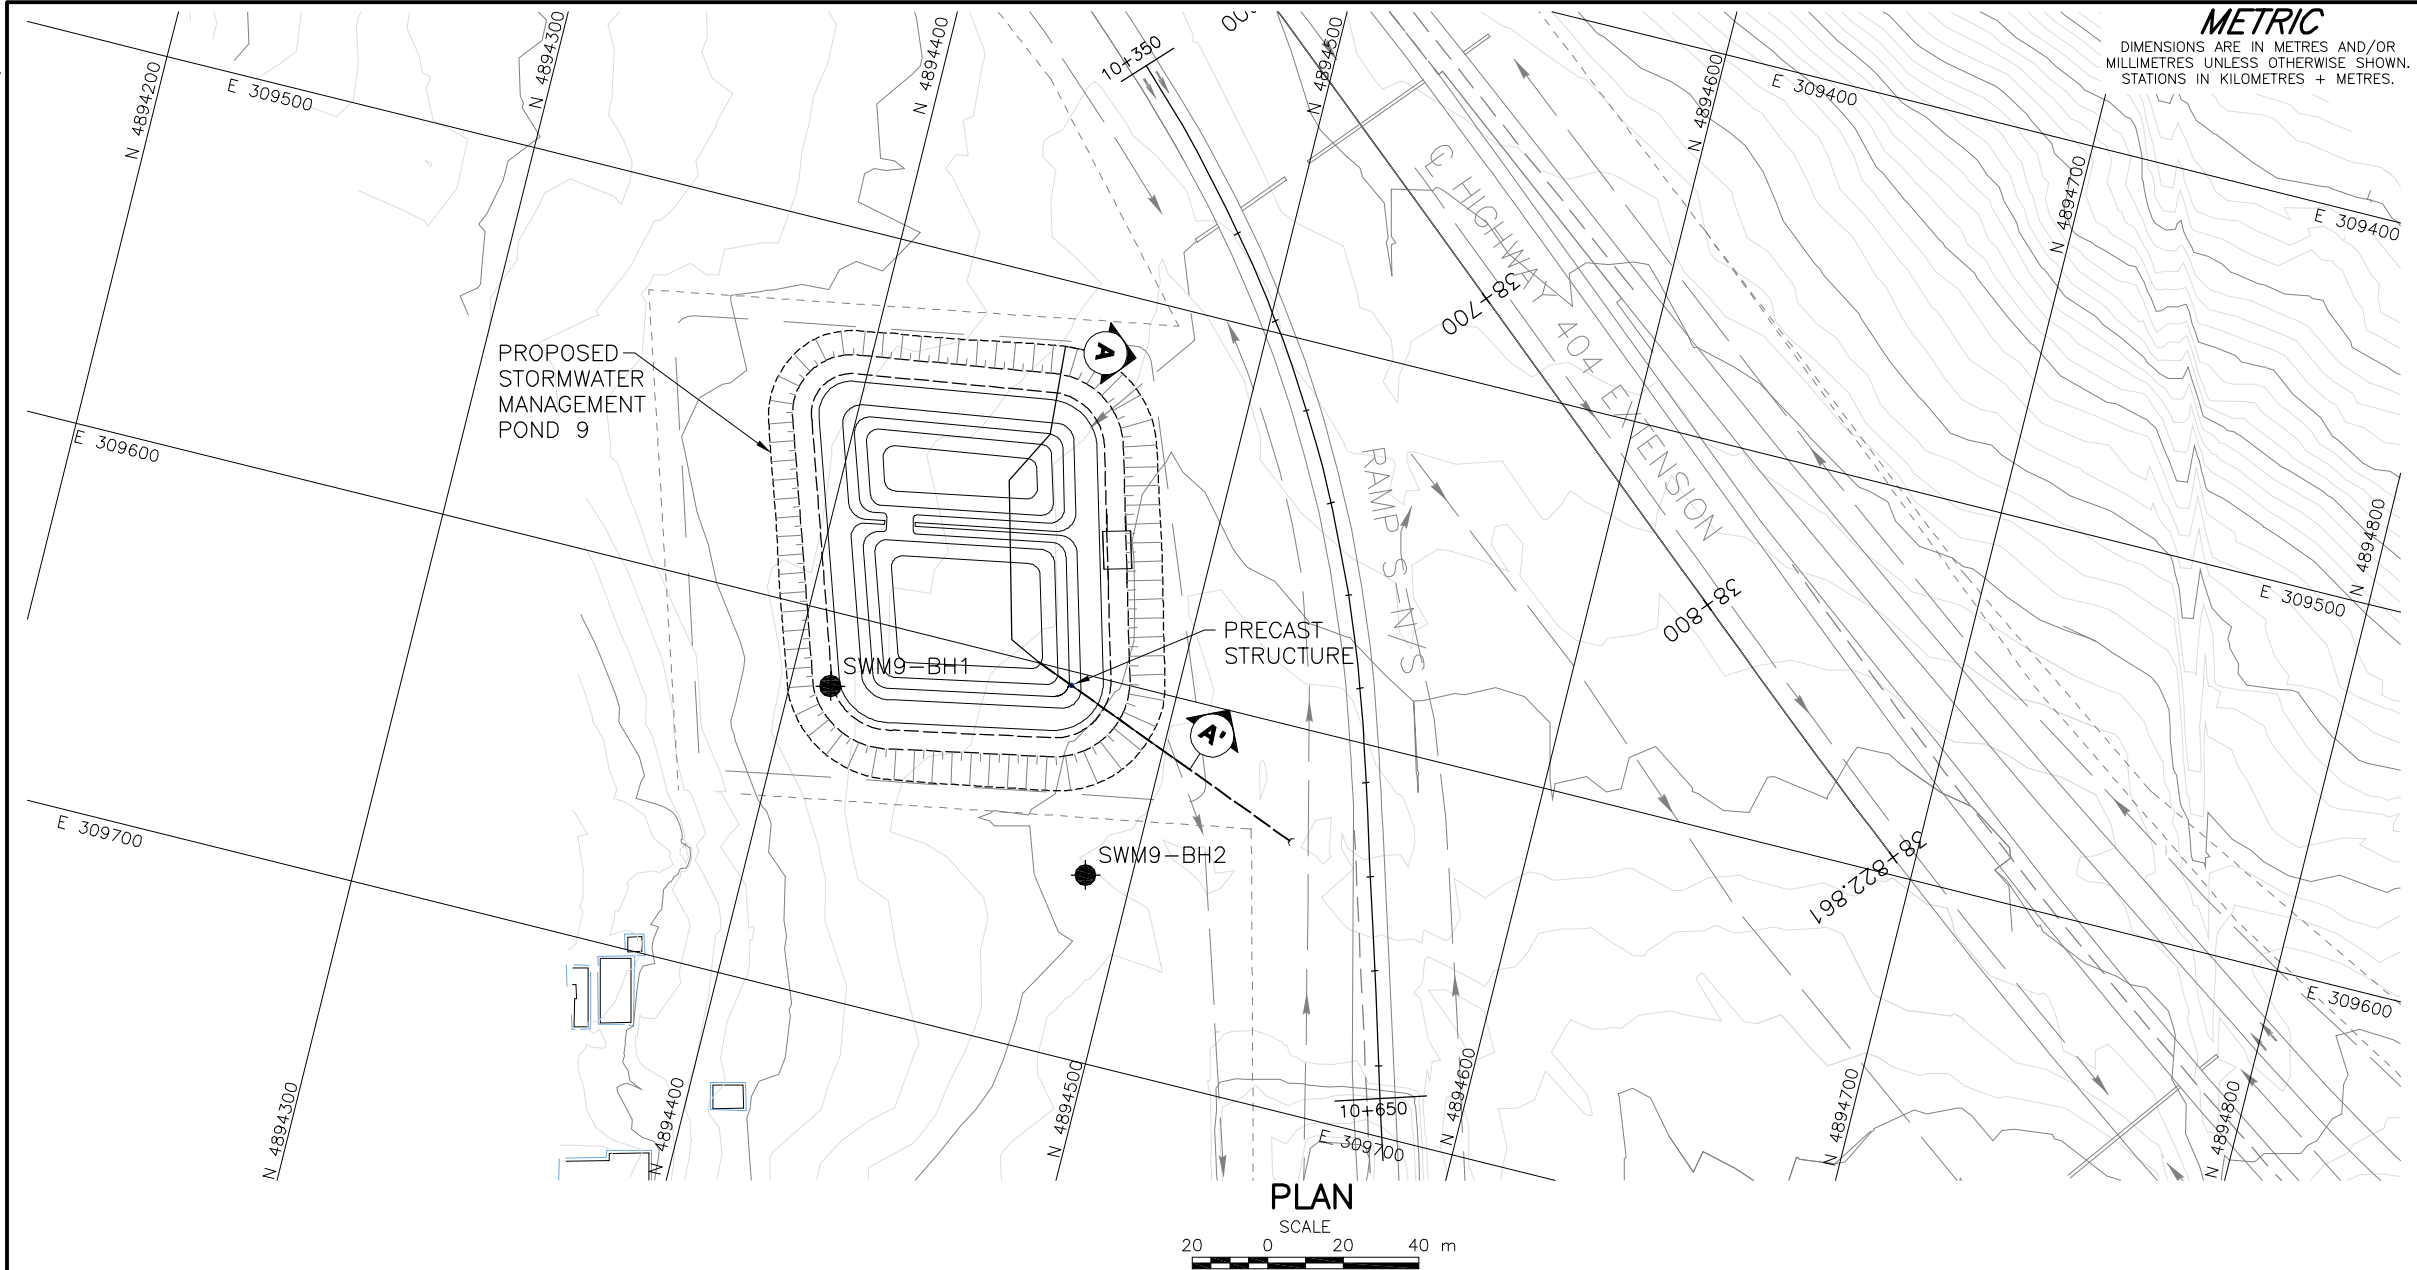 METRIC
DIMENSIONS ARE IN METRES AND/OR
MILLIMETRES UNLESS OTHERWISE SHOWN.
STATIONS IN KILOMETRES + METRES.
N 4894200
N 4894300
N 4894400
N 4894500
N 4894600
N 4894700
N 4894800
E 309500
E 309400
E 309400
10+350
00
℄ HIGHWAY 404 EXTENSION
38+700
PROPOSED
STORMWATER
MANAGEMENT
POND 9
A
E 309600
RAMP S-N/S
E 309500
38+800
PRECAST
STRUCTURE
SWM9-BH1
A'
E 309700
SWM9-BH2
38+822.861
E 309600
N 4894300
N 4894400
N 4894500
N 4894600
N 4894700
N 4894800
10+650
E 309700
PLAN
SCALE
20 0 20 40 m